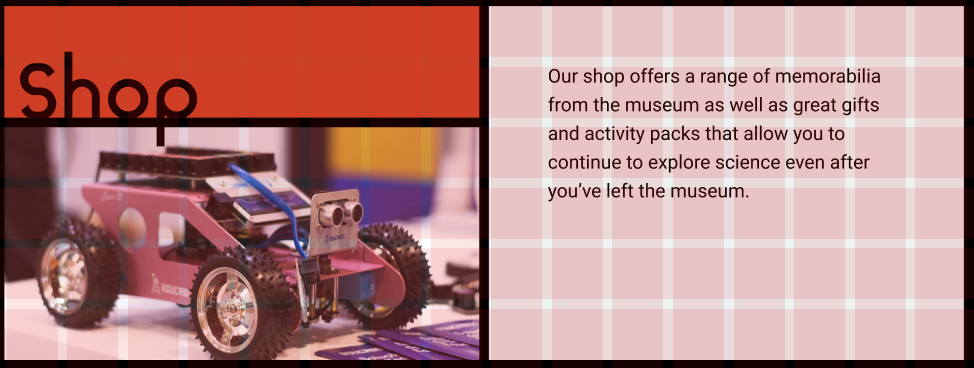 Shop
Our shop offers a range of memorabilia
from the museum as well as great gifts
and activity packs that allow you to
continue to explore science even after
you’ve left the museum.